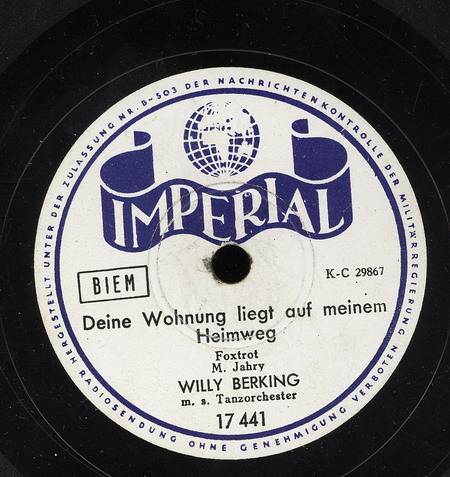 HERGESTELLT UNTER DER ZULASSUNG NR. B-503 DER NACHRICHTENKONTROLLE DER MILITÄRREGIERUNG
RADIOSENDUNG OHNE GENEHMIGUNG VERBOTEN
IMPERIAL
BIEM
K-C 29867
Deine Wohnung liegt auf meinem
Heimweg
Foxtrot
M. Jahry
WILLY BERKING
m. s. Tanzorchester
17 441